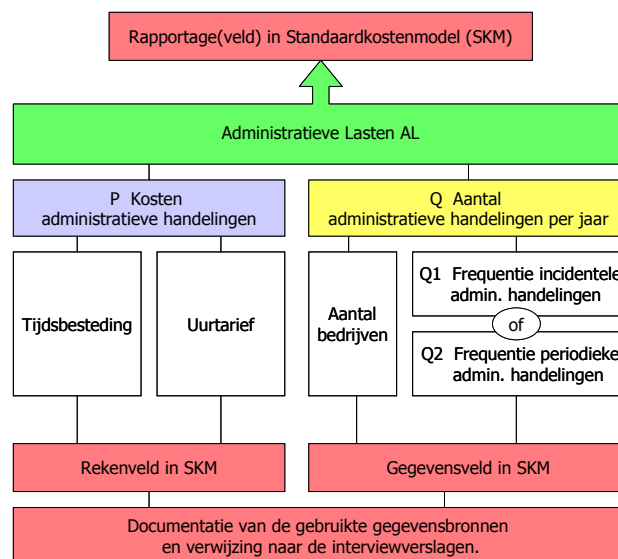 Rapportage(veld) in Standaardkostenmodel (SKM)
Administratieve Lasten AL
P Kosten
administratieve handelingen
Q Aantal
administratieve handelingen per jaar
Tijdsbesteding
Uurtarief
Aantal
bedrijven
Q1 Frequentie incidentele
admin. handelingen
of
Q2 Frequentie periodieke
admin. handelingen
Rekenveld in SKM
Gegevensveld in SKM
Documentatie van de gebruikte gegevensbronnen
en verwijzing naar de interviewverslagen.